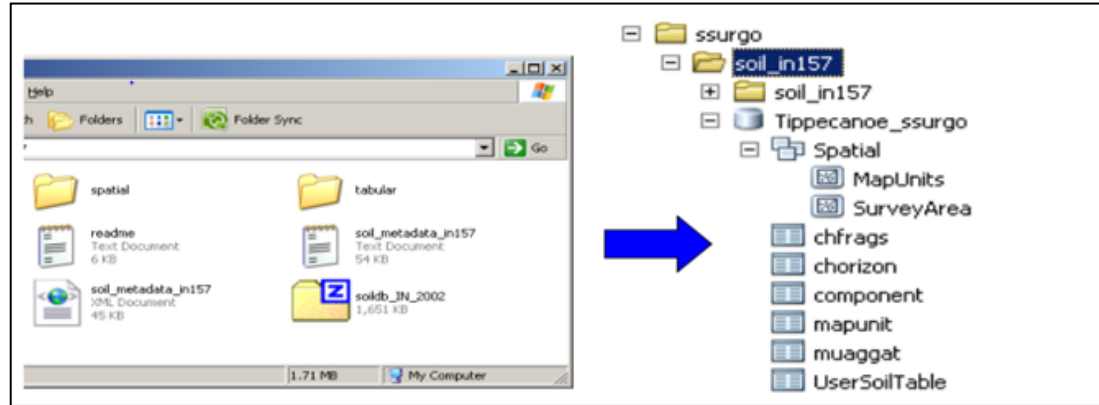 Help
Folders
Folder Sync
Go
spatial
tabular
readme
Text Document
6 KB
soil_metadata_in157
Text Document
54 KB
soil_metadata_in157
XML Document
45 KB
Z
soildb_IN_2002
1,651 KB
1.71 MB
My Computer
ssurgo
soil_in157
soil_in157
Tippecanoe_ssurgo
Spatial
MapUnits
SurveyArea
chfrags
chorizon
component
mapunit
muaggat
UserSoilTable